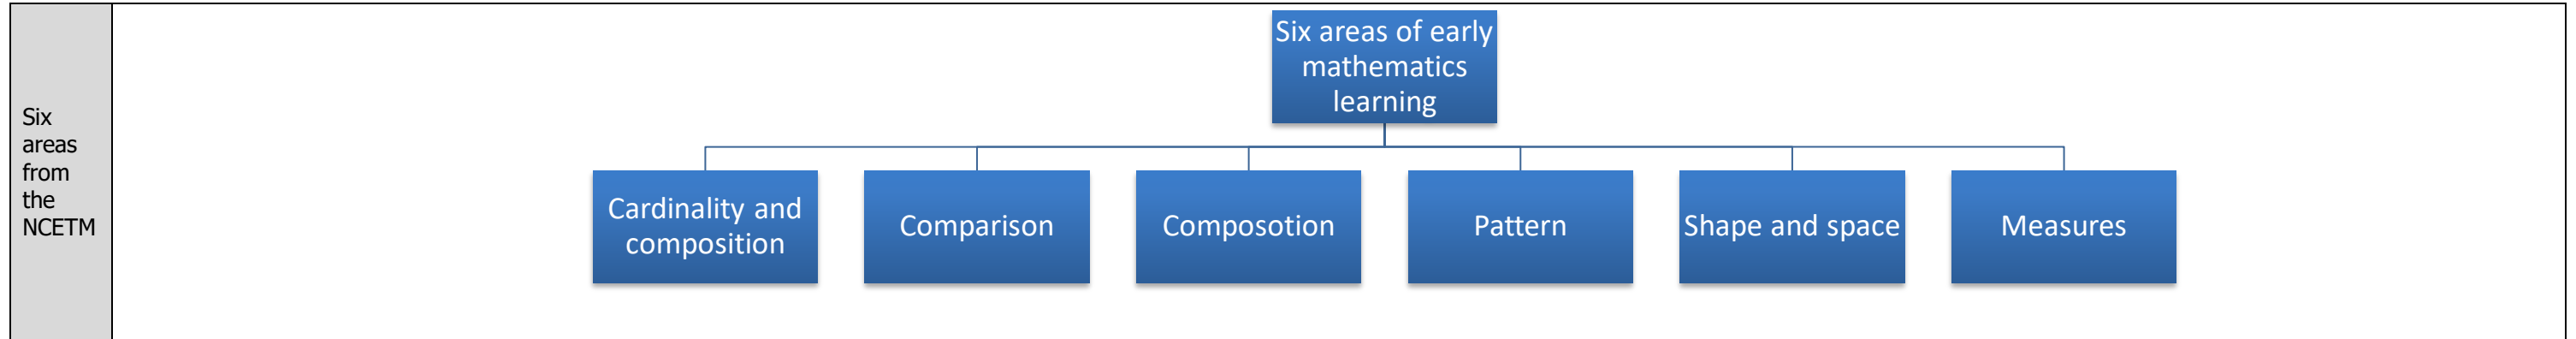 Six
areas
from
the
NCETM
Six areas of early
mathematics
learning
Cardinality and
composition
Comparison
Composotion
Pattern
Shape and space
Measures